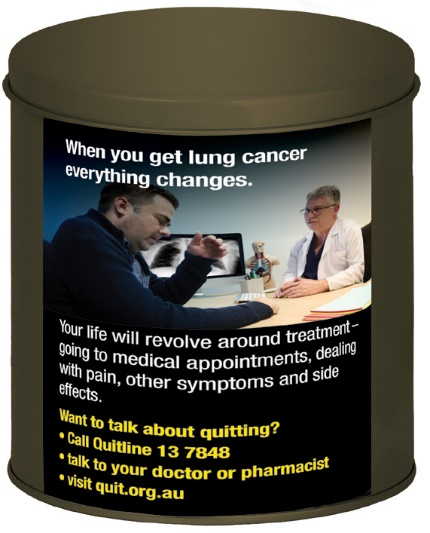 When you get lung cancer
everything changes.
Your life will revolve around treatment–
going to medical appointments, dealing
with pain, other symptoms and side
effects.
Want to talk about quitting?
• Call Quitline 13 7848
• talk to your doctor or pharmacist
• visit quit.org.au